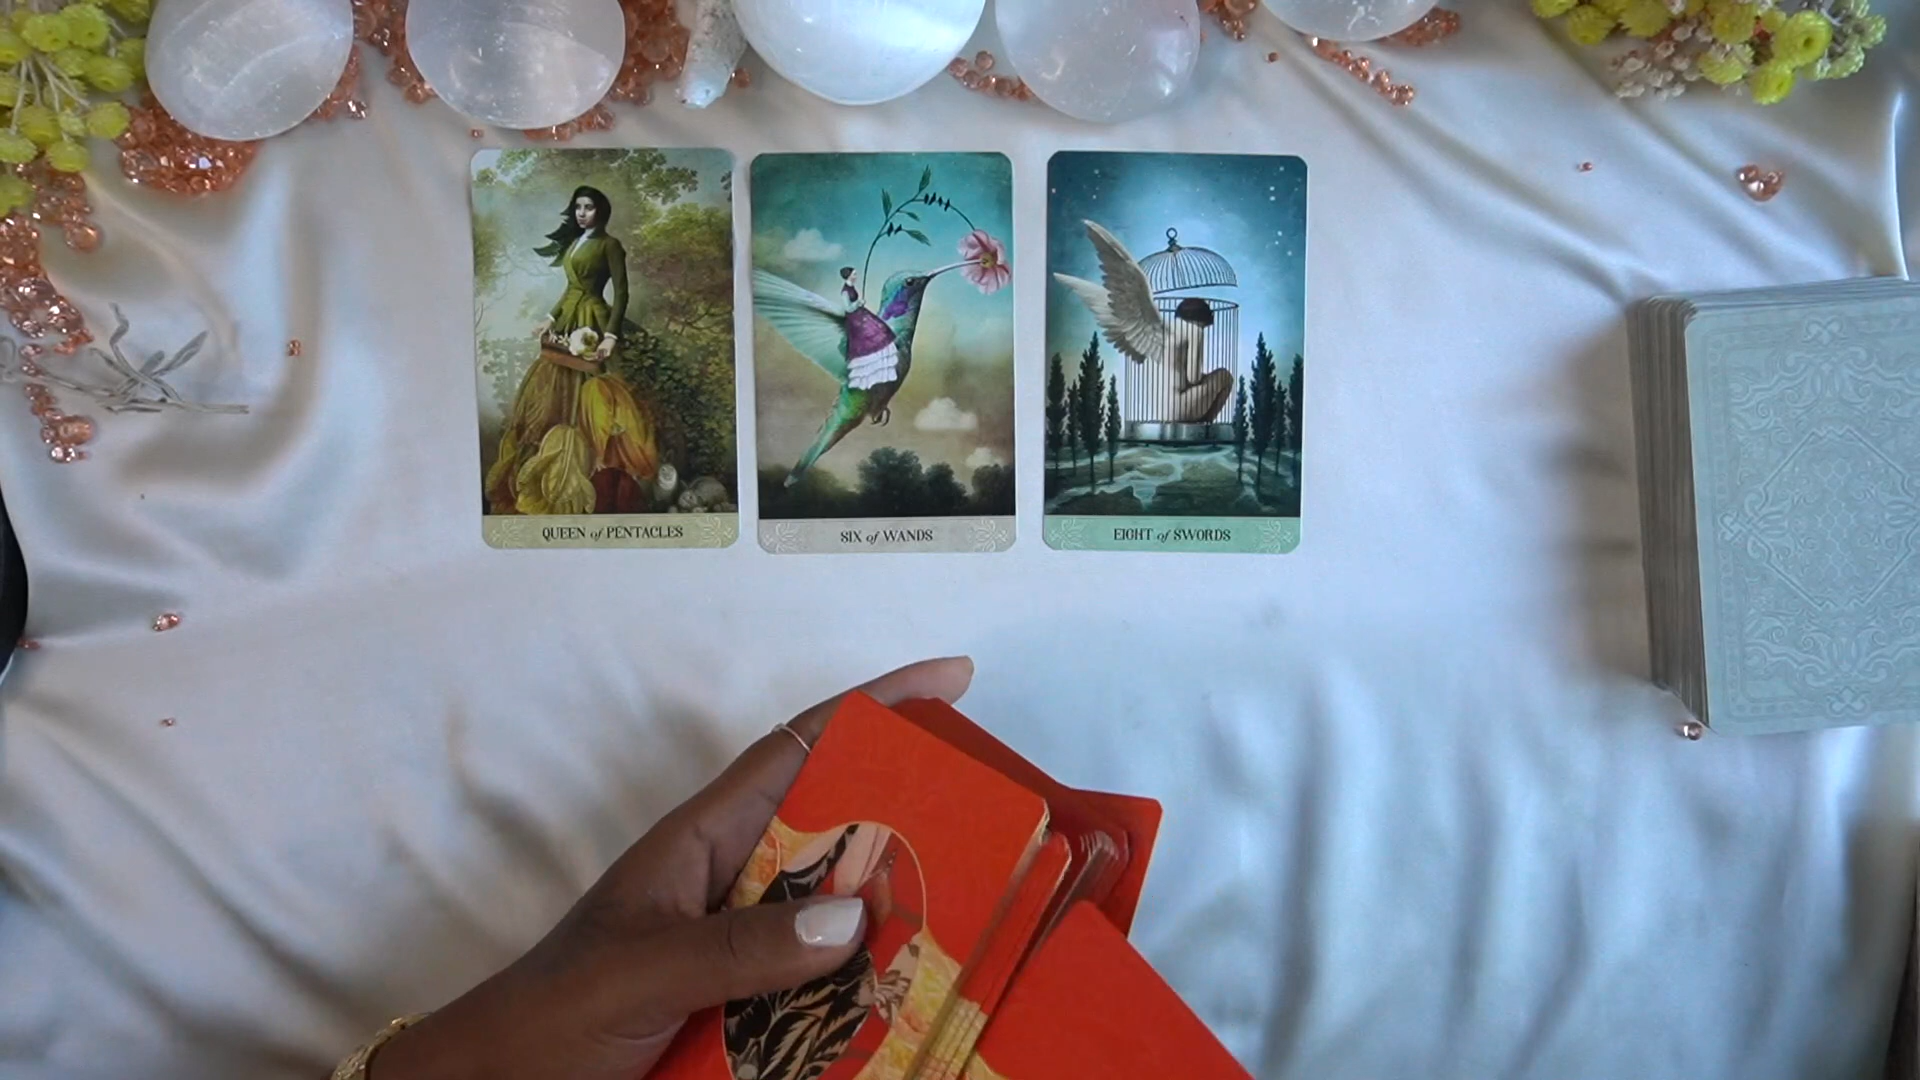 QUEEN of PENTACLES
SIX of WANDS
EIGHT of SWORDS